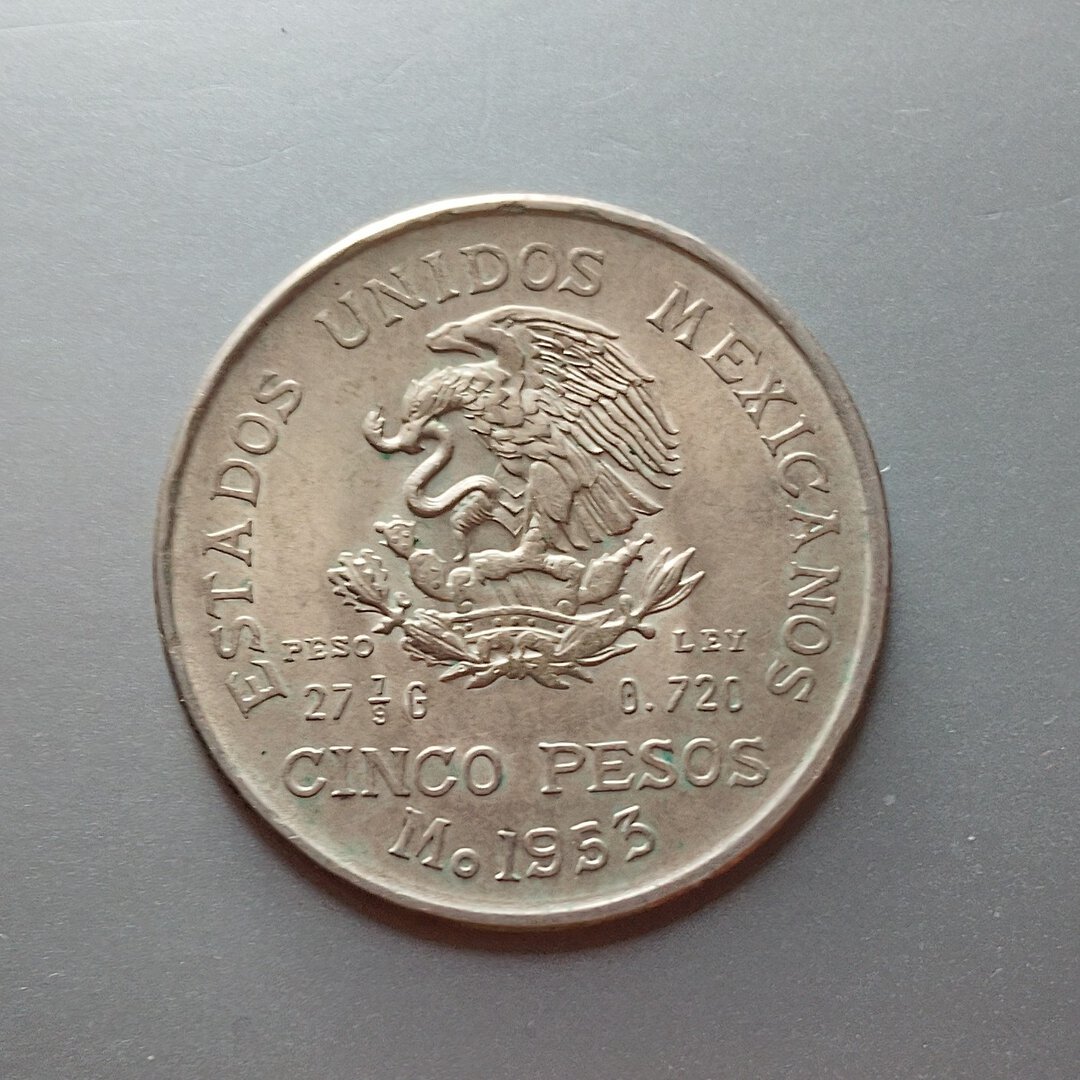 ESTADOS UNIDOS MEXICANOS
PESO
LEY
27 7/9 G
0.720
CINCO PESOS
Mo 1953